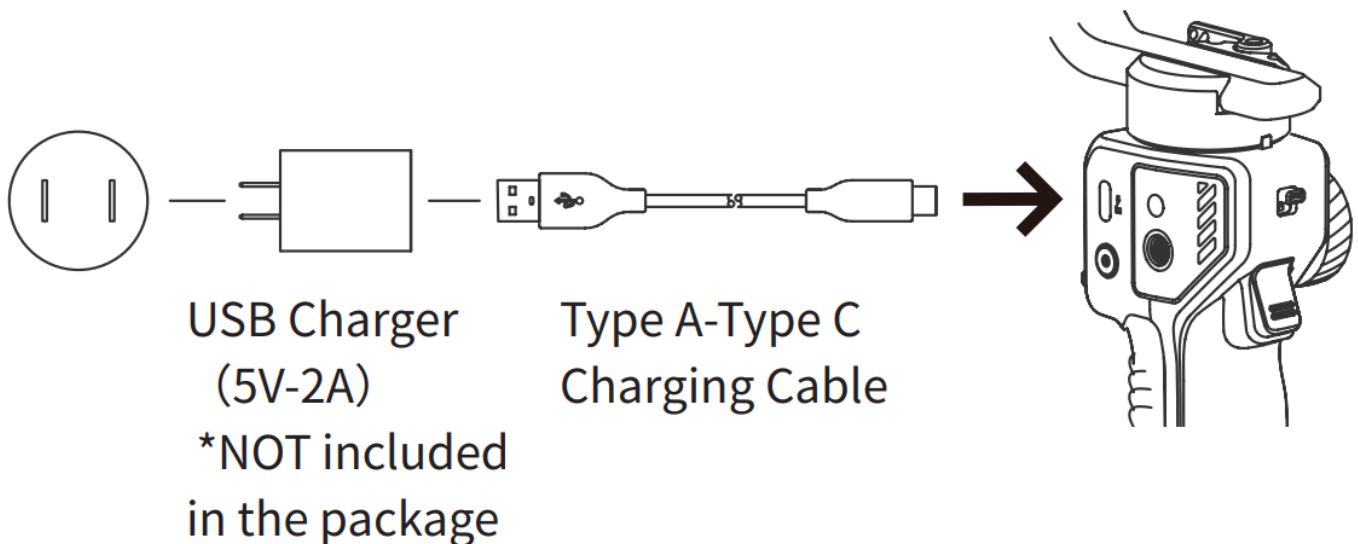 USB Charger
（5V-2A）
*NOT included
in the package
Type A-Type C
Charging Cable